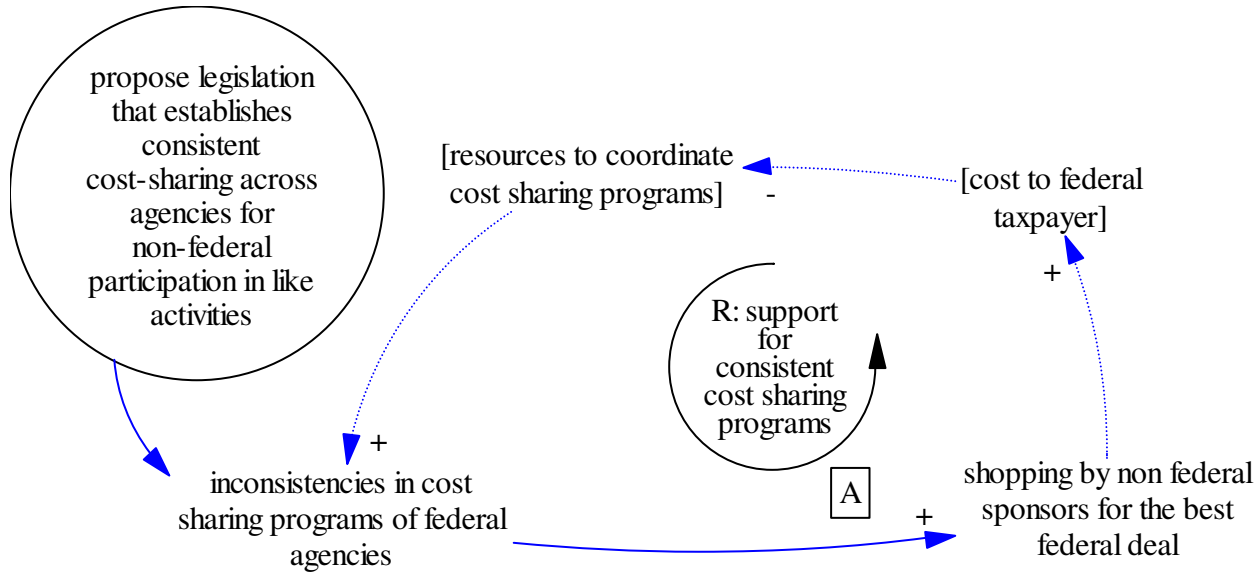 propose legislation
that establishes
consistent
cost-sharing across
agencies for
non-federal
participation in like
activities
[resources to coordinate
cost sharing programs]
-
[cost to federal
taxpayer]
+
R: support
for
consistent
cost sharing
programs
+
inconsistencies in cost
sharing programs of federal
agencies
A
+
shopping by non federal
sponsors for the best
federal deal